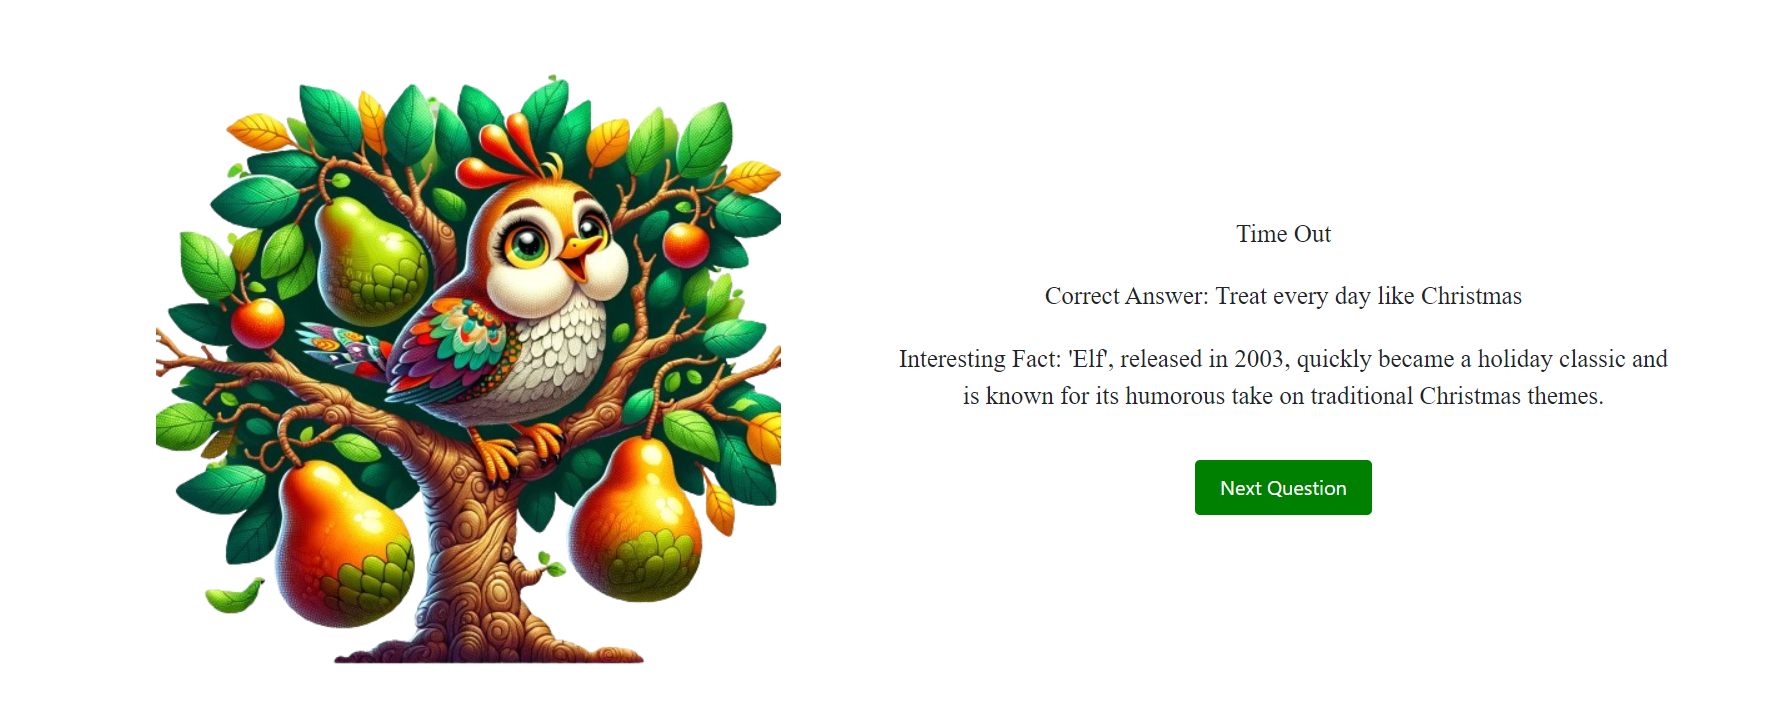 Time Out
Correct Answer: Treat every day like Christmas
Interesting Fact: 'Elf', released in 2003, quickly became a holiday classic and
is known for its humorous take on traditional Christmas themes.
Next Question